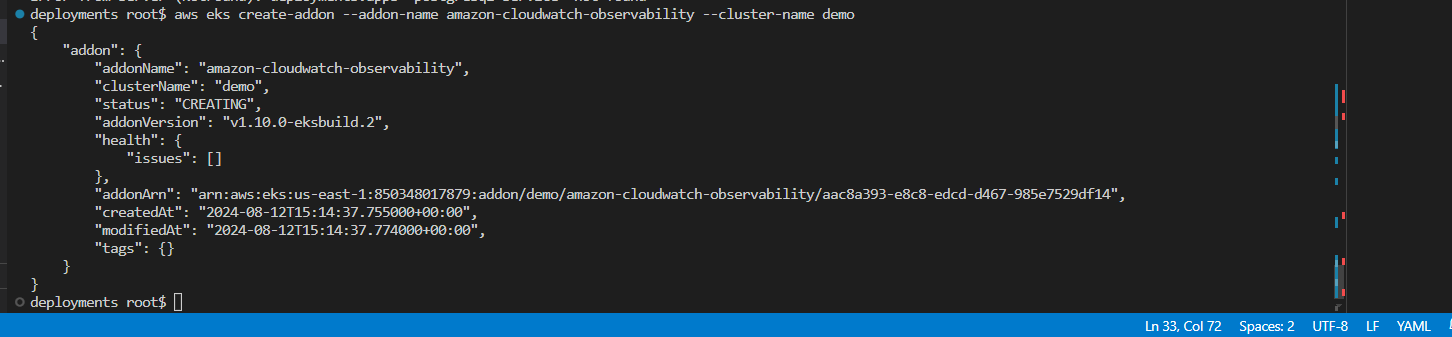 deployments root$ aws eks create-addon --addon-name amazon-cloudwatch-observability --cluster-name demo
{
    "addon": {
        "addonName": "amazon-cloudwatch-observability",
        "clusterName": "demo",
        "status": "CREATING",
        "addonVersion": "v1.10.0-eksbuild.2",
        "health": {
            "issues": []
        },
        "addonArn": "arn:aws:eks:us-east-1:850348017879:addon/demo/amazon-cloudwatch-observability/aac8a393-e8c8-edcd-d467-985e7529df14",
        "createdAt": "2024-08-12T15:14:37.755000+00:00",
        "modifiedAt": "2024-08-12T15:14:37.774000+00:00",
        "tags": {}
    }
}
deployments root$
Ln 33, Col 72 Spaces: 2 UTF-8 LF YAML